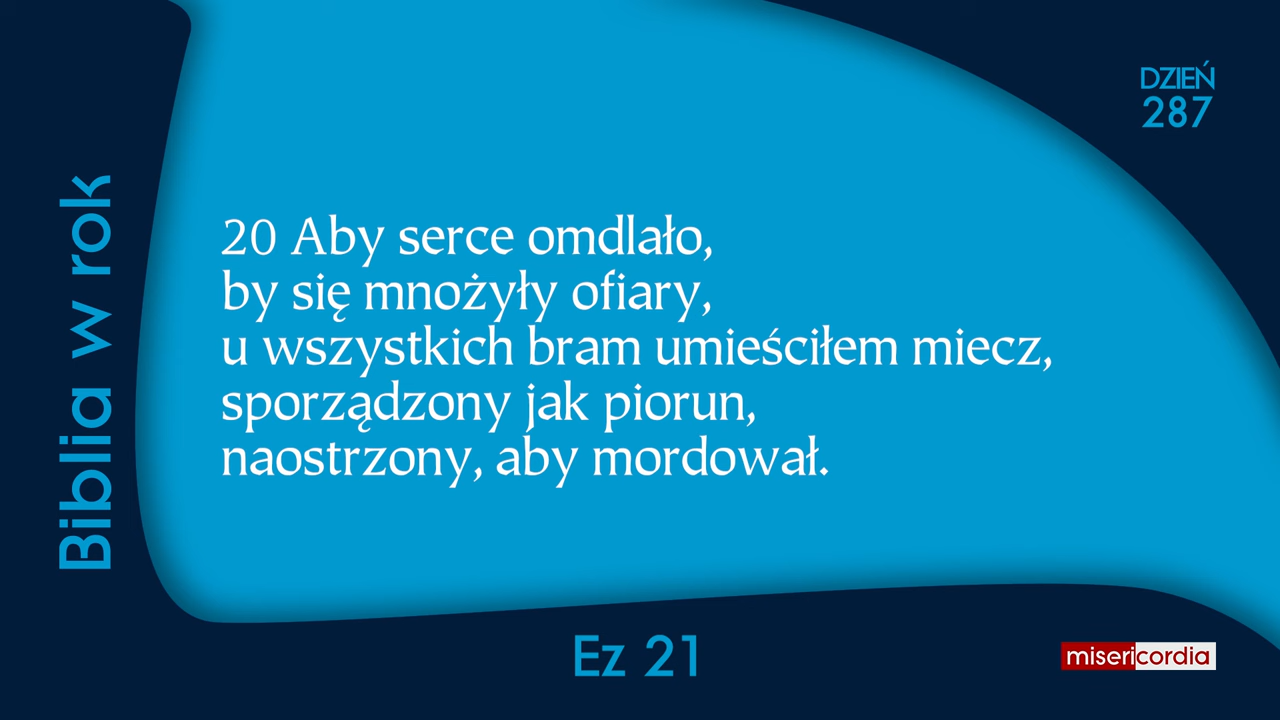 DZIEŃ
287
Biblia w rok
20 Aby serce omdlało,
by się mnożyły ofiary,
u wszystkich bram umieściłem miecz,
sporządzony jak piorun,
naostrzony, aby mordował.
Ez 21
misericordia